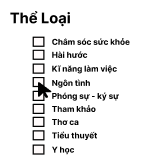 Thể Loại
Chăm sóc sức khỏe
Hài hước
Kĩ năng làm việc
Ngôn tình
Phóng sự - ký sự
Tham khảo
Thơ ca
Tiểu thuyết
Y học